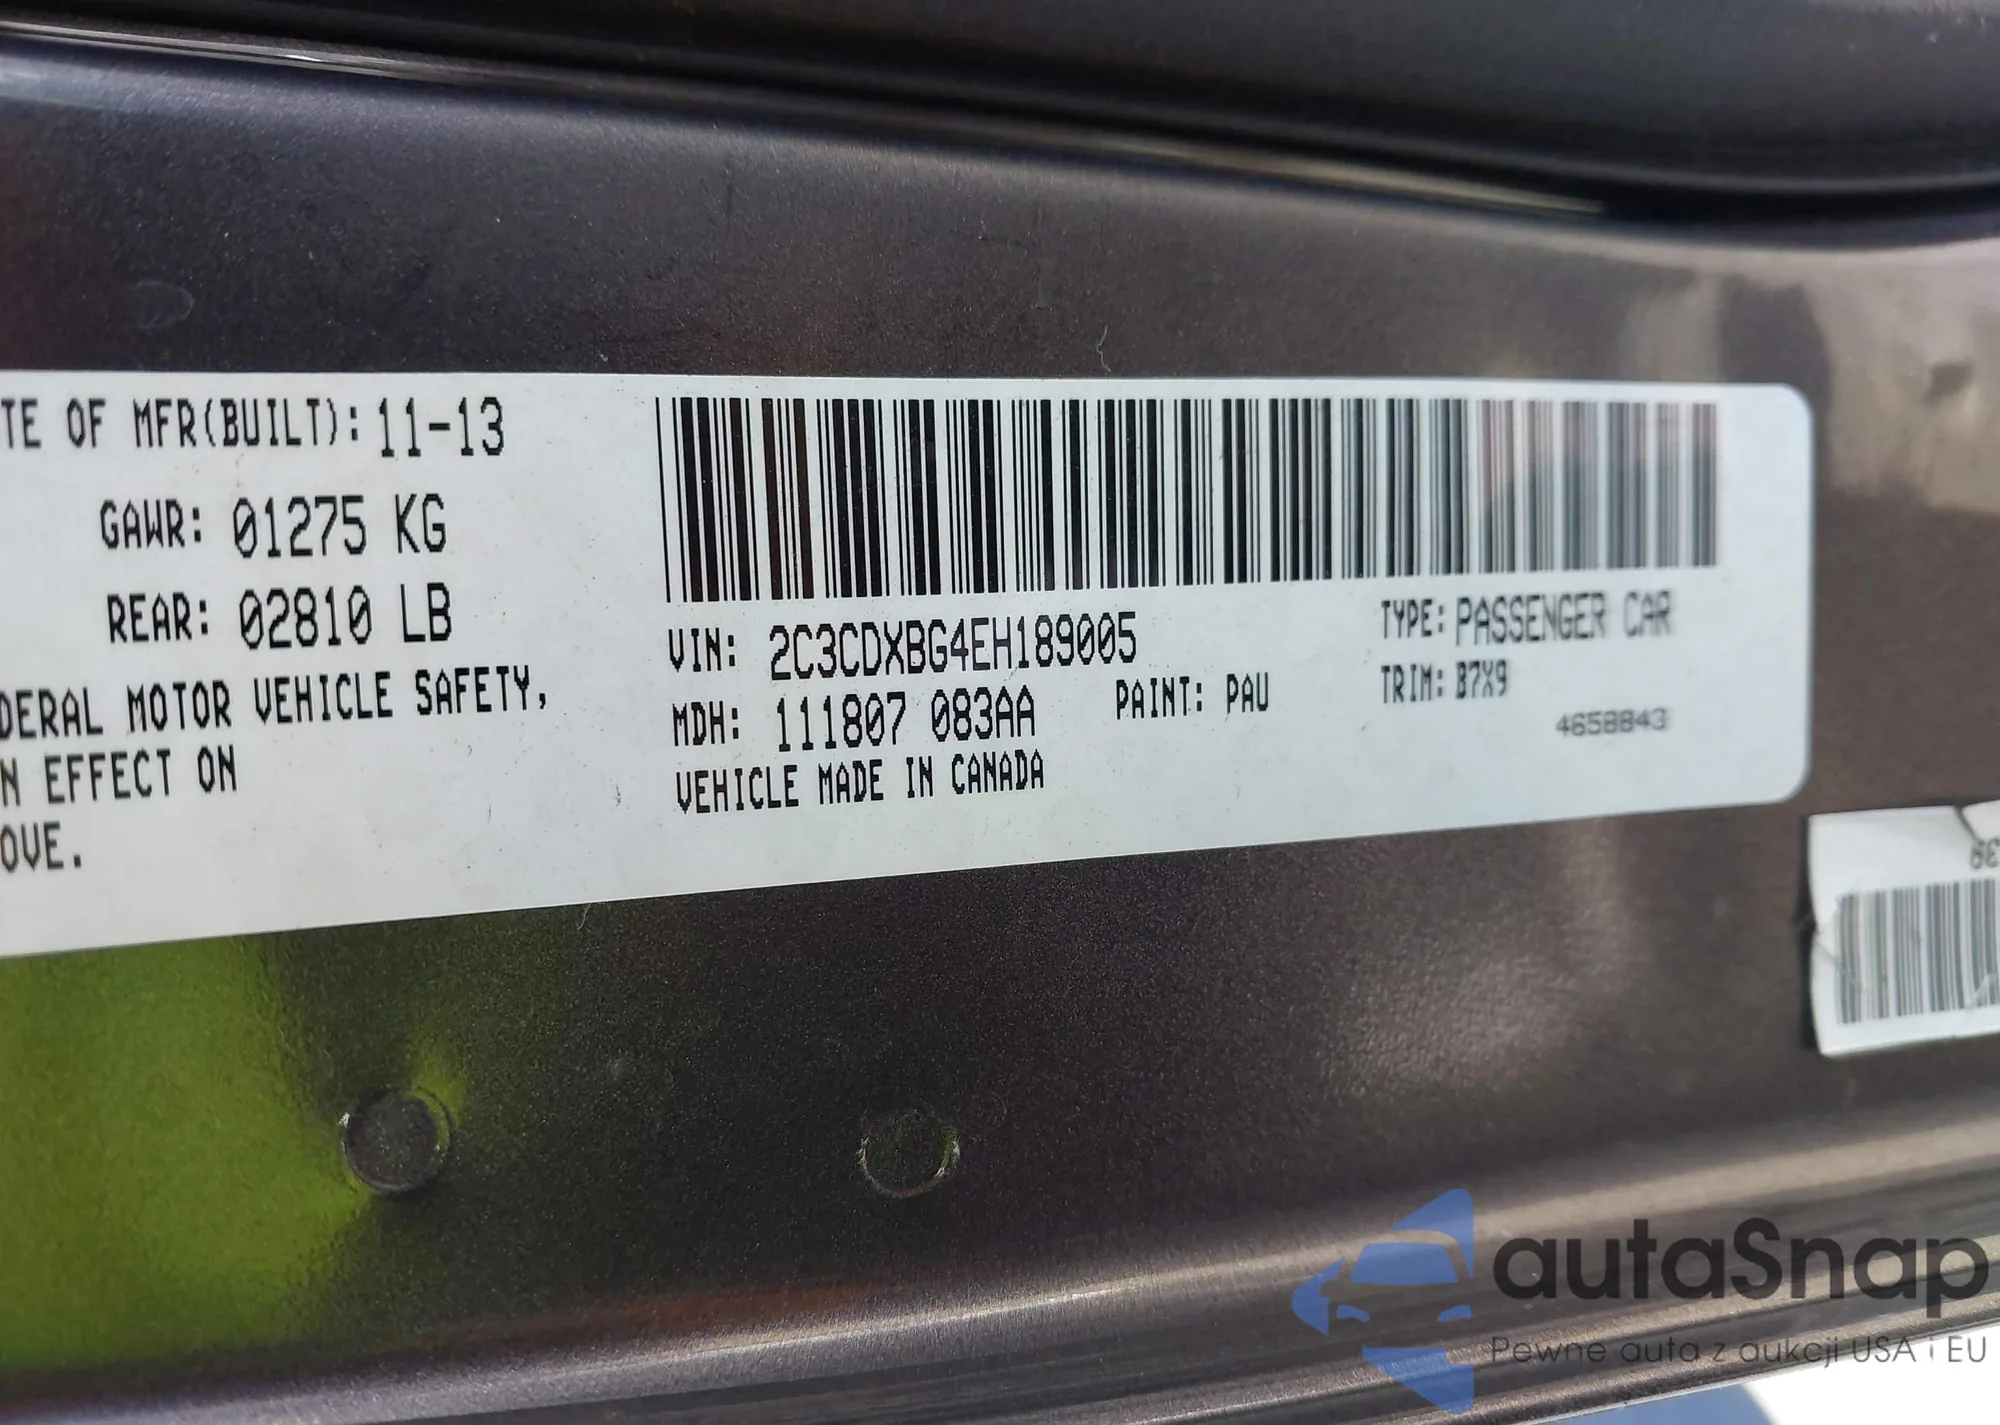 TE OF MFR(BUILT): 11-13
GAWR: 01275 KG
REAR: 02810 LB
DERAL MOTOR VEHICLE SAFETY,
N EFFECT ON
OVE.
VIN: 2C3CDXBG4EH189005
TYPE: PASSENGER CAR
MDH: 111807 083AA
PAINT: PAU
TRIM: B7X9
VEHICLE MADE IN CANADA
4658843
autaSnap
Pewne auta z aukcji USA i EU